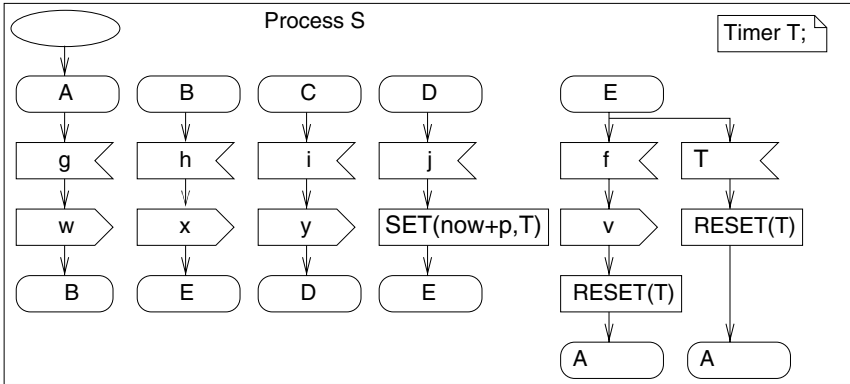 Process S
Timer T;
A B C D E
g h i j f T
w x y SET(now+p,T) v RESET(T)
B E D E RESET(T)
A A